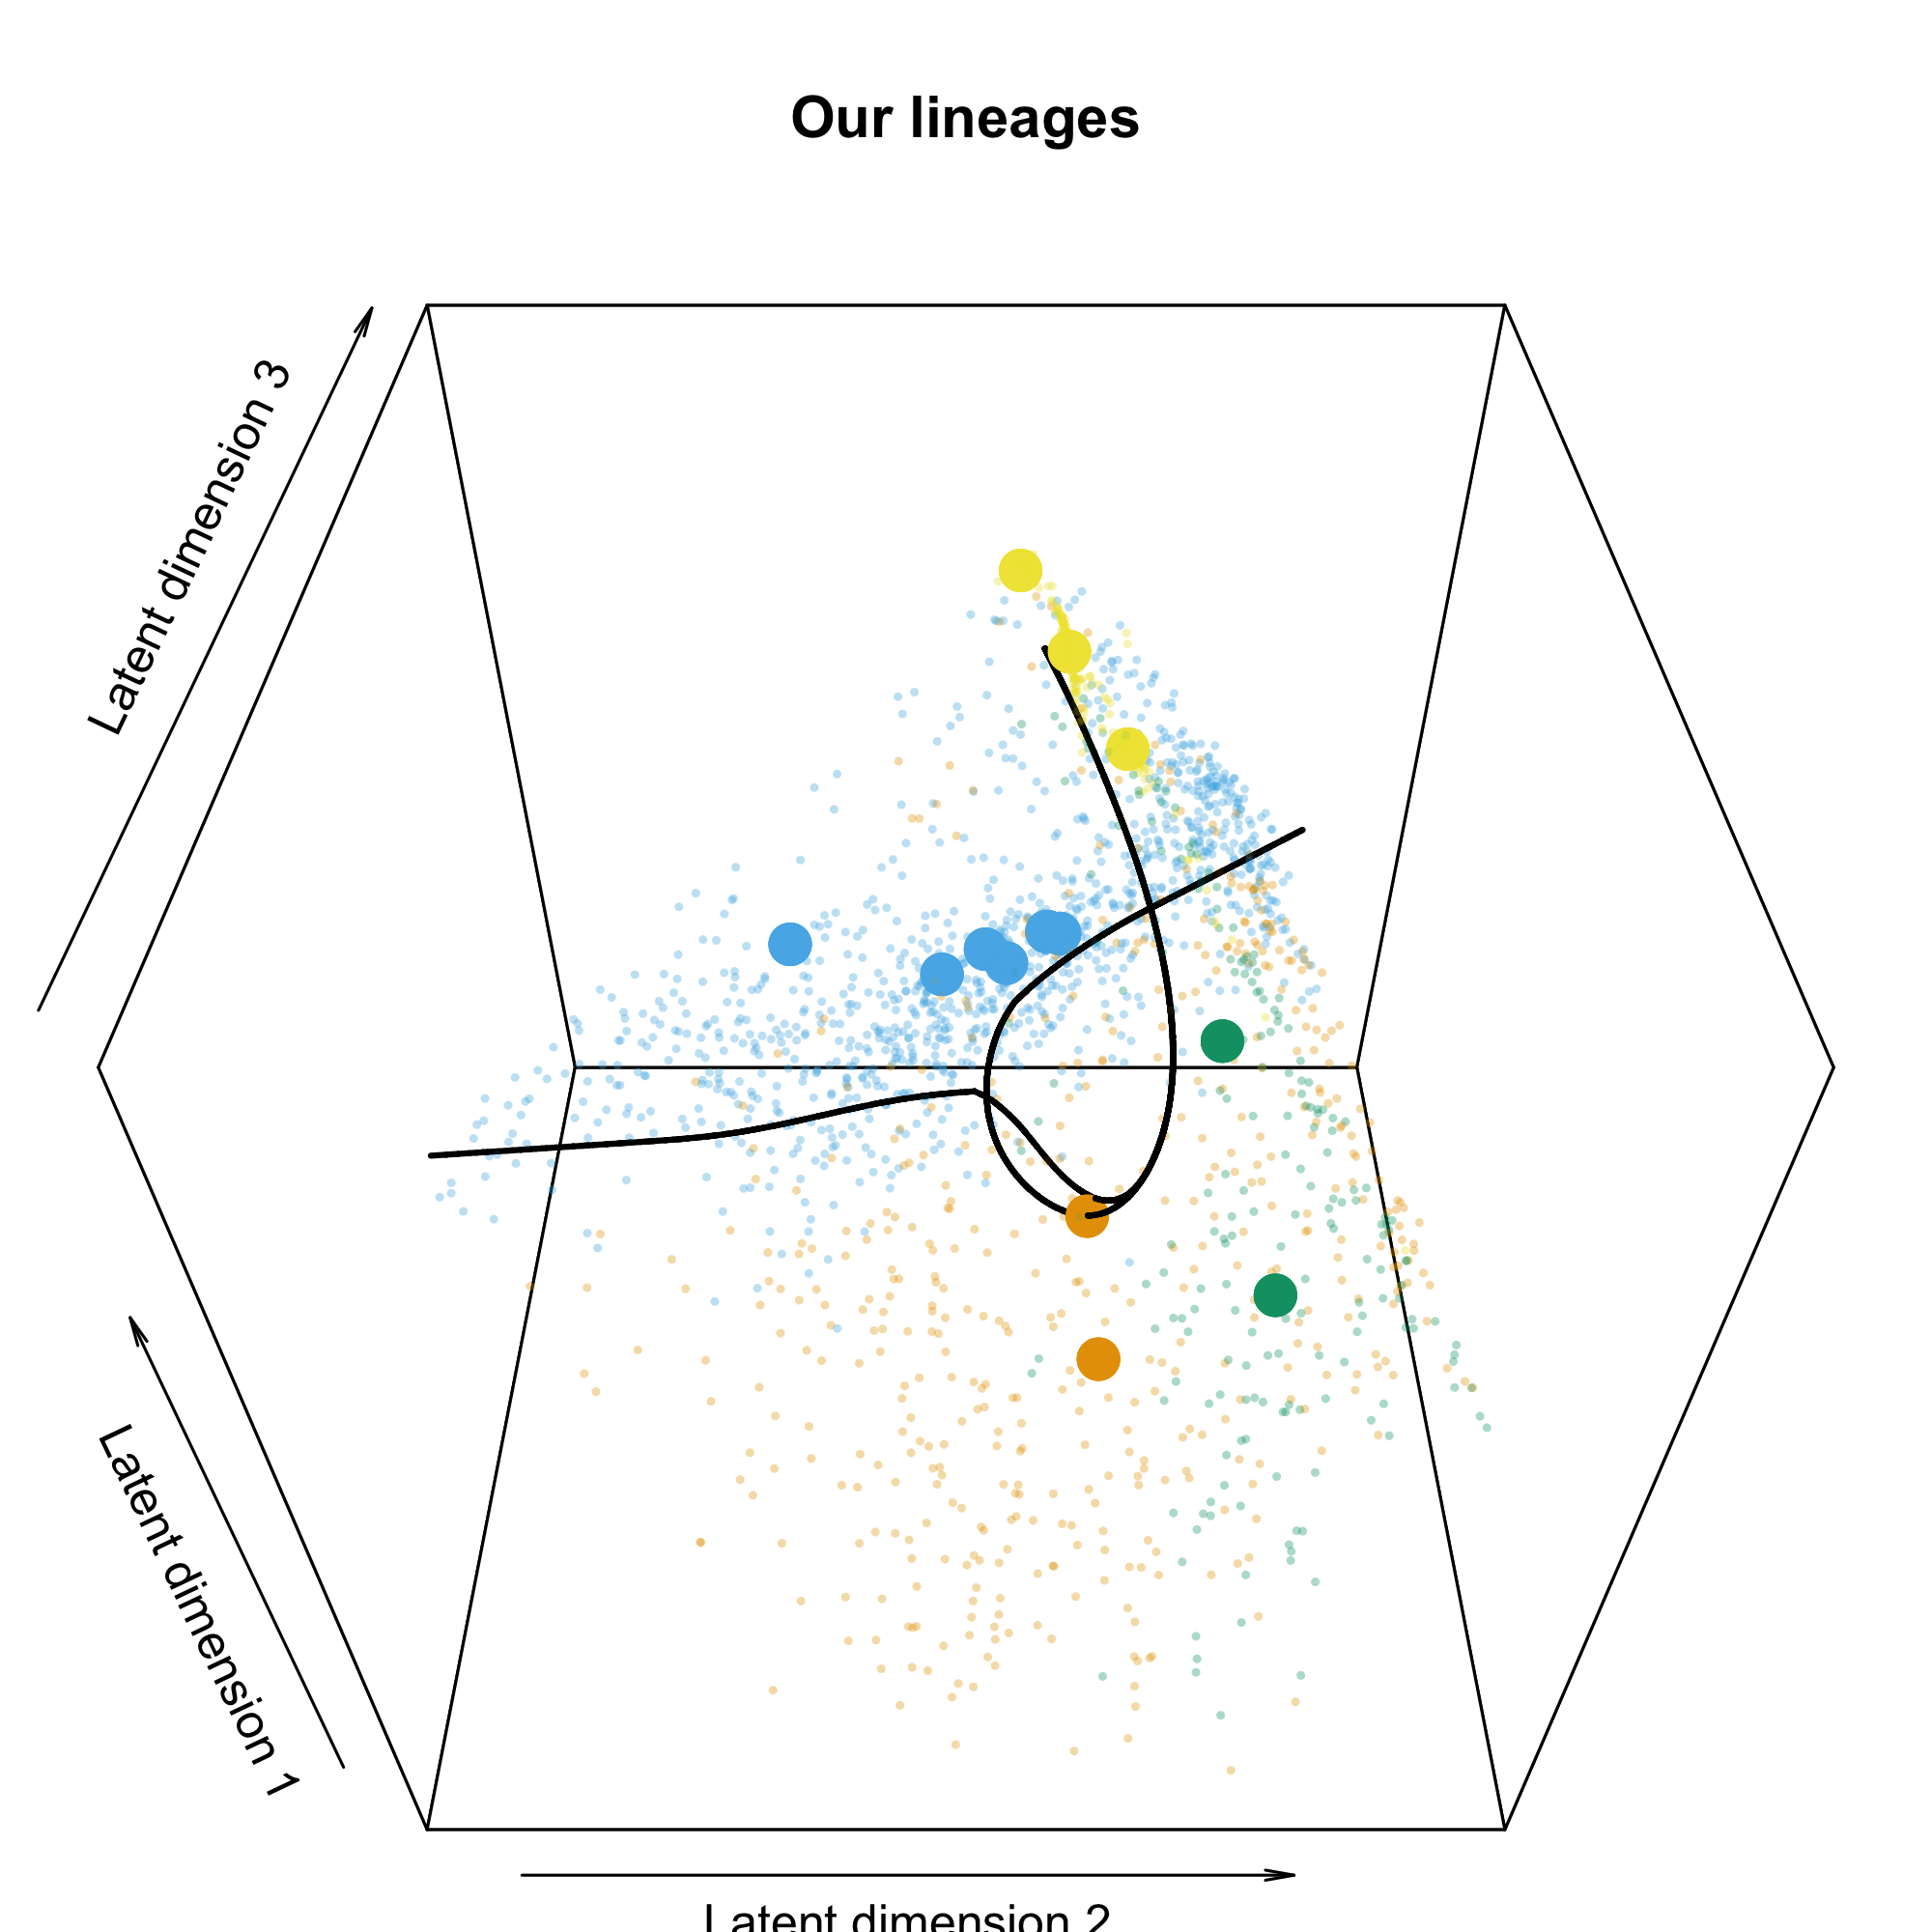 Our lineages
Latent dimension 3
Latent dimension 1
Latent dimension 2